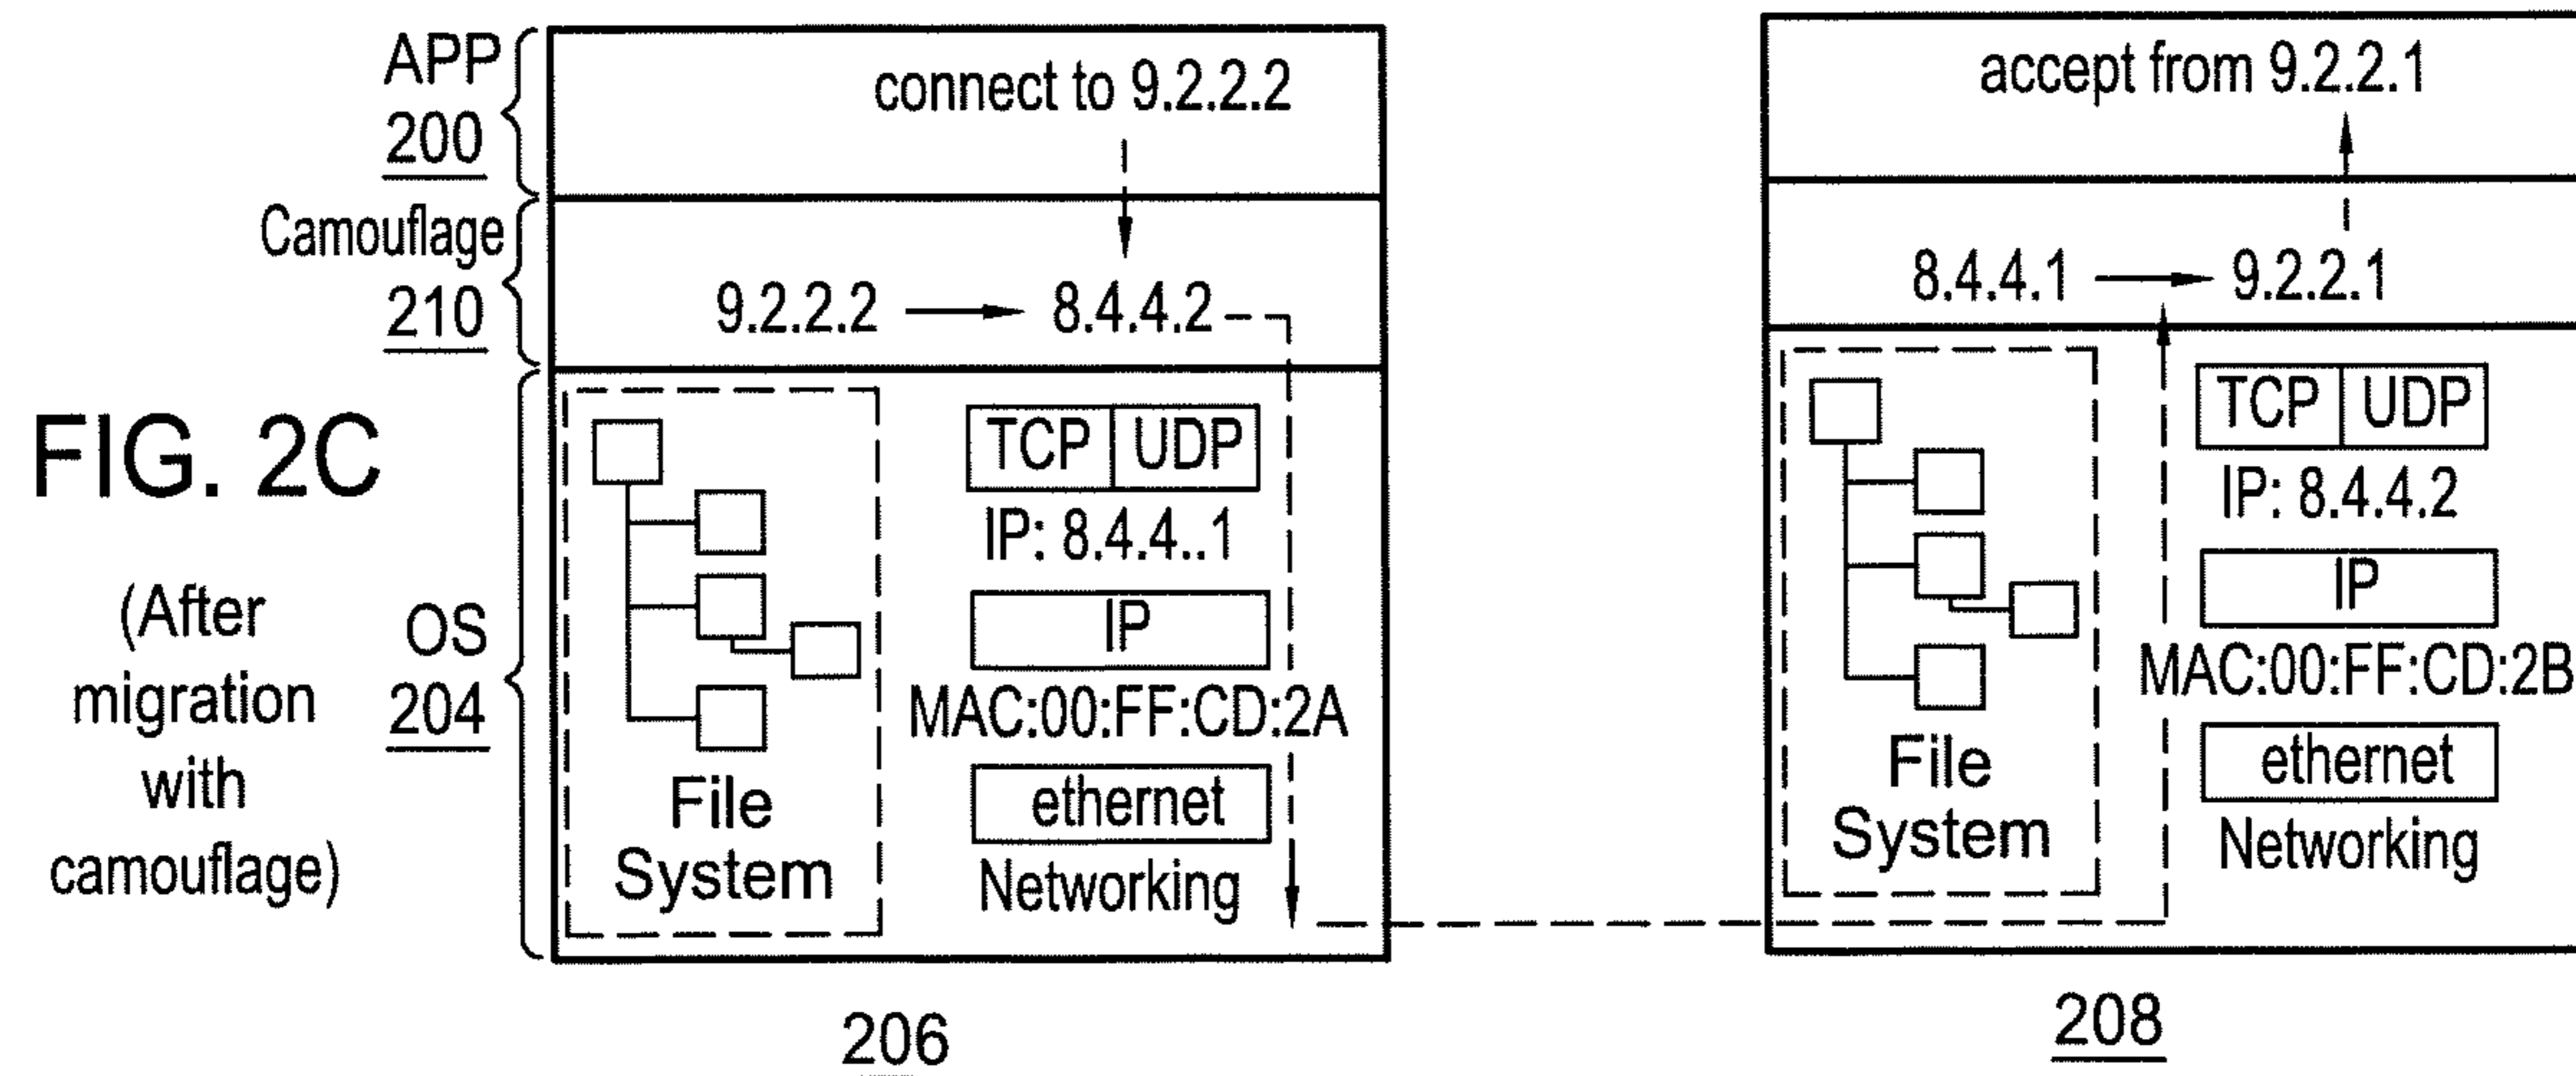 APP
200
connect to 9.2.2.2
accept from 9.2.2.1
Camouflage
210
9.2.2.2
8.4.4.2
8.4.4.1
9.2.2.1
FIG. 2C
(After
migration
with
camouflage)
OS
204
File
System
TCP UDP
IP: 8.4.4..1
IP
MAC:00:FF:CD:2A
ethernet
Networking
206
File
System
TCP UDP
IP: 8.4.4.2
IP
MAC:00:FF:CD:2B
ethernet
Networking
208